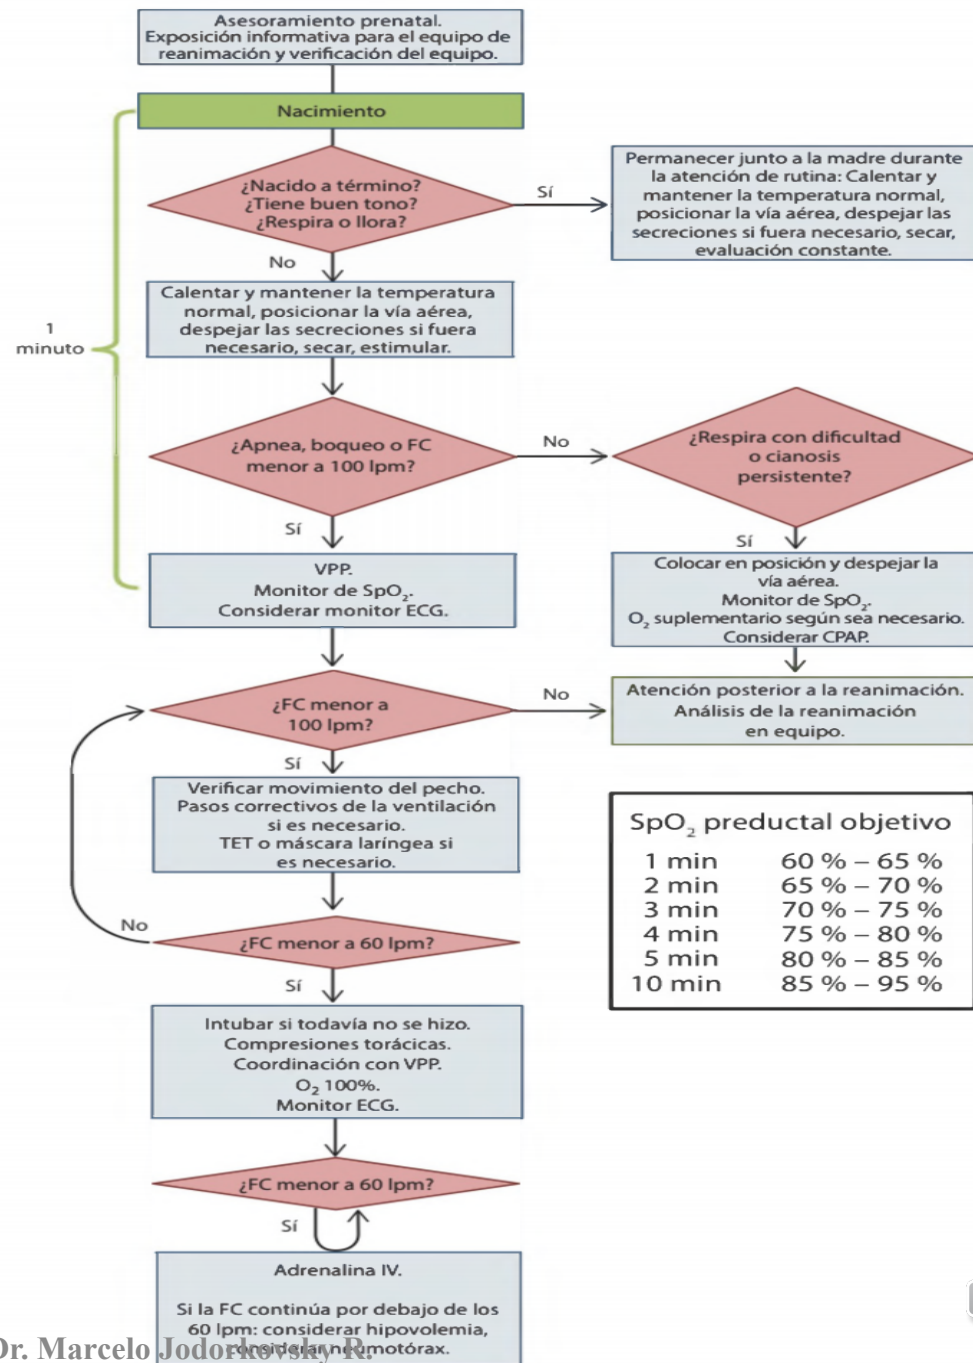 Asesoramiento prenatal.
Exposición informativa para el equipo de
reanimación y verificación del equipo.
Nacimiento
¿Nacido a término?
¿Tiene buen tono?
¿Respira o llora?
Sí
Permanecer junto a la madre durante
la atención de rutina: Calentar y
mantener la temperatura normal,
posicionar la vía aérea, despejar las
secreciones si fuera necesario, secar,
evaluación constante.
No
Calentar y mantener la temperatura
normal, posicionar la vía aérea,
despejar las secreciones si fuera
necesario, secar, estimular.
1
minuto
¿Apnea, boqueo o FC
menor a 100 lpm?
No
¿Respira con dificultad
o cianosis
persistente?
Sí
VPP.
Monitor de SpO₂.
Considerar monitor ECG.
Sí
Colocar en posición y despejar la
vía aérea.
Monitor de SpO₂.
O₂ suplementario según sea necesario.
Considerar CPAP.
¿FC menor a
100 lpm?
No
Atención posterior a la reanimación.
Análisis de la reanimación
en equipo.
Sí
Verificar movimiento del pecho.
Pasos correctivos de la ventilación
si es necesario.
TET o máscara laríngea si
es necesario.
SpO₂ preductal objetivo
1 min 60 % – 65 %
2 min 65 % – 70 %
3 min 70 % – 75 %
4 min 75 % – 80 %
5 min 80 % – 85 %
10 min 85 % – 95 %
No
¿FC menor a 60 lpm?
Sí
Intubar si todavía no se hizo.
Compresiones torácicas.
Coordinación con VPP.
O₂ 100%.
Monitor ECG.
¿FC menor a 60 lpm?
Sí
Adrenalina IV.
Si la FC continúa por debajo de los
60 lpm: considerar hipovolemia,
considerar neumotórax.
Dr. Marcelo Jodorkovsky R.